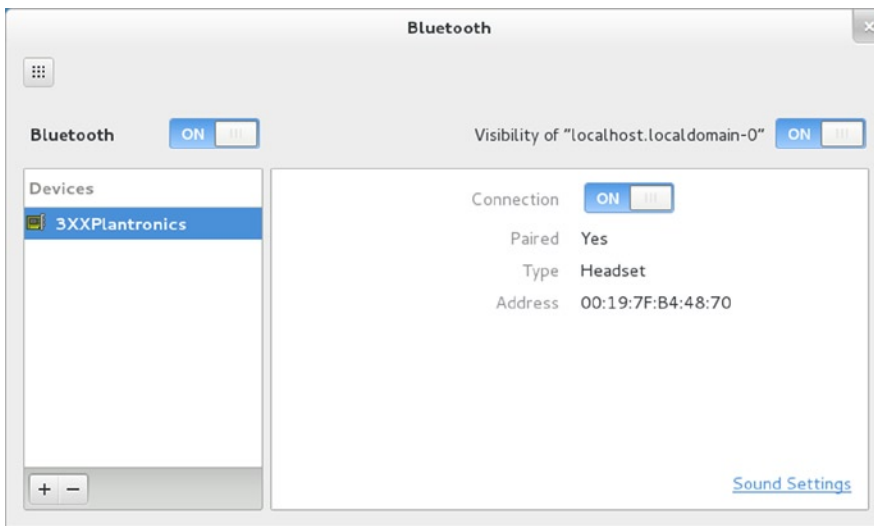 Bluetooth
Bluetooth ON
Visibility of “localhost.localdomain-0” ON
Devices
3XXPlantronics
Connection ON
Paired Yes
Type Headset
Address 00:19:7F:B4:48:70
Sound Settings